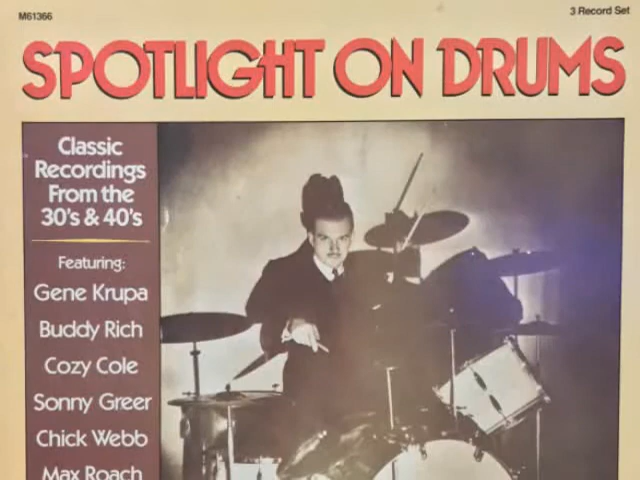 M61366
3 Record Set
SPOTLIGHT ON DRUMS
Classic
Recordings
From the
30's & 40's
Featuring:
Gene Krupa
Buddy Rich
Cozy Cole
Sonny Greer
Chick Webb
Max Roach